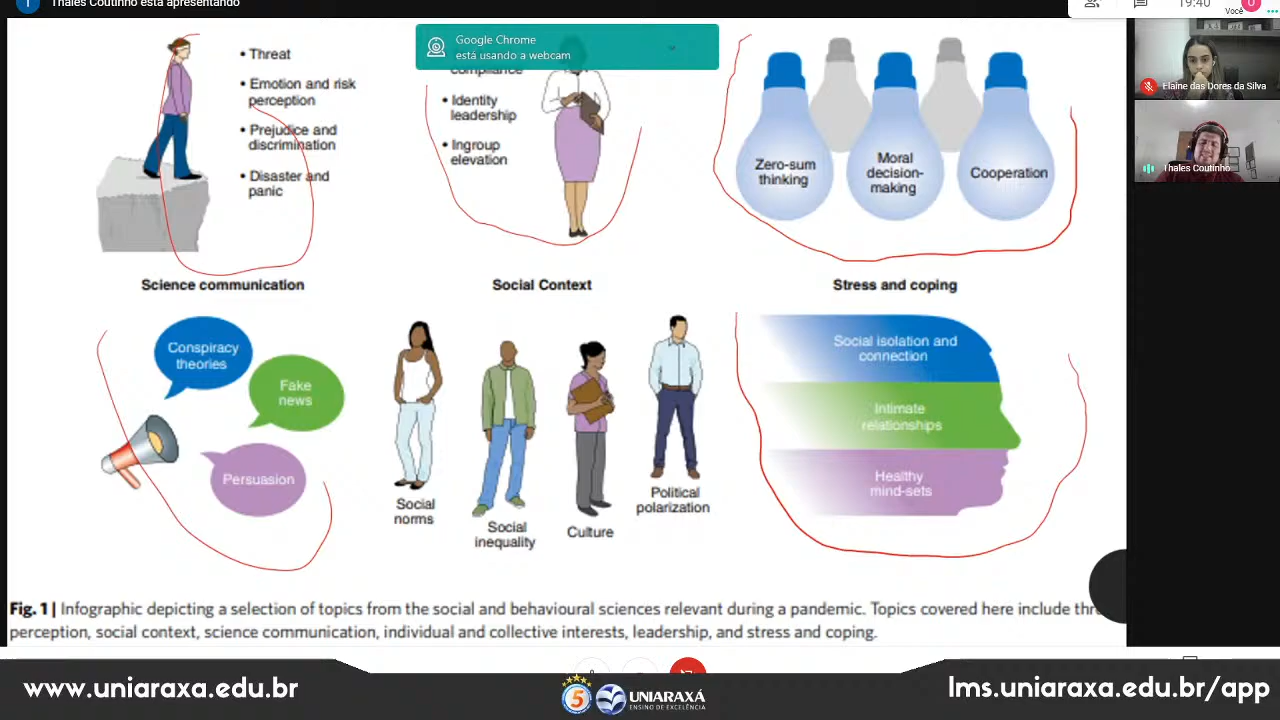 Thales Coutinho está apresentando
19:40
Você
Google Chrome
está usando a webcam
Elaine das Dores da Silva
Thales Coutinho
• Threat
• Emotion and risk
perception
• Prejudice and
discrimination
• Disaster and
panic
compliance
• Identity
leadership
• Ingroup
elevation
Zero-sum
thinking
Moral
decision-
making
Cooperation
Science communication
Social Context
Stress and coping
Conspiracy
theories
Fake
news
Persuasion
Social
norms
Social
inequality
Culture
Political
polarization
Social isolation and
connection
Intimate
relationships
Healthy
mind-sets
Fig. 1 | Infographic depicting a selection of topics from the social and behavioural sciences relevant during a pandemic. Topics covered here include
perception, social context, science communication, individual and collective interests, leadership, and stress and coping.
www.uniaraxa.edu.br
5
UNIARAXÁ
ENSINO DE EXCELÊNCIA
lms.uniaraxa.edu.br/app